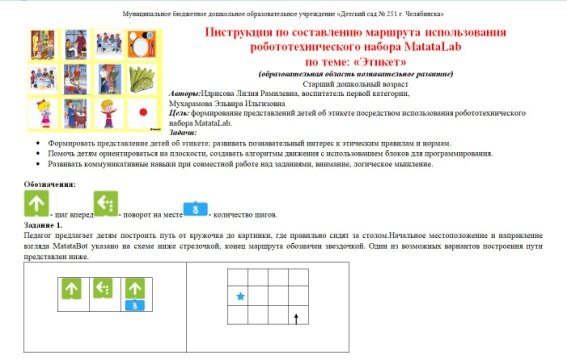 Муниципальное бюджетное дошкольное образовательное учреждение «Детский сад № 251 г. Челябинска»
Инструкция по составлению маршрута использования
робототехнического набора MatataLab
по теме: «Этикет»
(образовательная область познавательное развитие)
Старший дошкольный возраст
Авторы:Идрисова Лилия Рамилевна, воспитатель первой категории,
Мухарамова Эльвира Ильгизовна
Цель: формирование представлений детей об этикете посредством использования робототехнического
набора MatataLab.
Задачи:
• Формировать представление детей об этикете; развивать познавательный интерес к этическим правилам и нормам.
• Помочь детям ориентироваться на плоскости, создавать алгоритмы движения с использованием блоков для программирования.
• Развивать коммуникативные навыки при совместной работе над заданиями, внимание, логическое мышление.
Обозначения:
- шаг вперед - поворот на месте 3 - количество шагов.
Задание 1.
Педагог предлагает детям построить путь от кружочка до картинки, где правильно сидят за столом.Начальное местоположение и направление
взгляда MatataBot указано на схеме ниже стрелочкой, конец маршрута обозначен звездочкой. Один из возможных вариантов построения пути
представлен ниже.
3